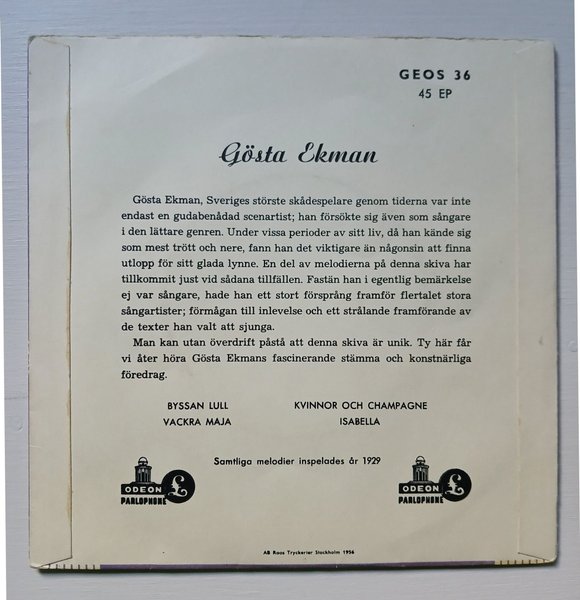 GEOS 36
45 EP
Gösta Ekman
Gösta Ekman, Sveriges störste skådespelare genom tiderna var inte
endast en gudabenådad scenartist; han försökte sig även som sångare
i den lättare genren. Under vissa perioder av sitt liv, då han kände sig
som mest trött och nere, fann han det viktigare än någonsin att finna
utlopp för sitt glada lynne. En del av melodierna på denna skiva har
tillkommit just vid sådana tillfällen. Fastän han i egentlig bemärkelse
ej var sångare, hade han ett stort försprång framför flertalet stora
sångartister; förmågan till inlevelse och ett strålande framförande av
de texter han valt att sjunga.
Man kan utan överdrift påstå att denna skiva är unik. Ty här får
vi åter höra Gösta Ekmans fascinerande stämma och konstnärliga
föredrag.
BYSSAN LULL KVINNOR OCH CHAMPAGNE
VACKRA MAJA ISABELLA
Samtliga melodier inspelades år 1929
ODEON £ ODEON £
PARLOPHONE PARLOPHONE
AB Roos Tryckerier Stockholm 1956